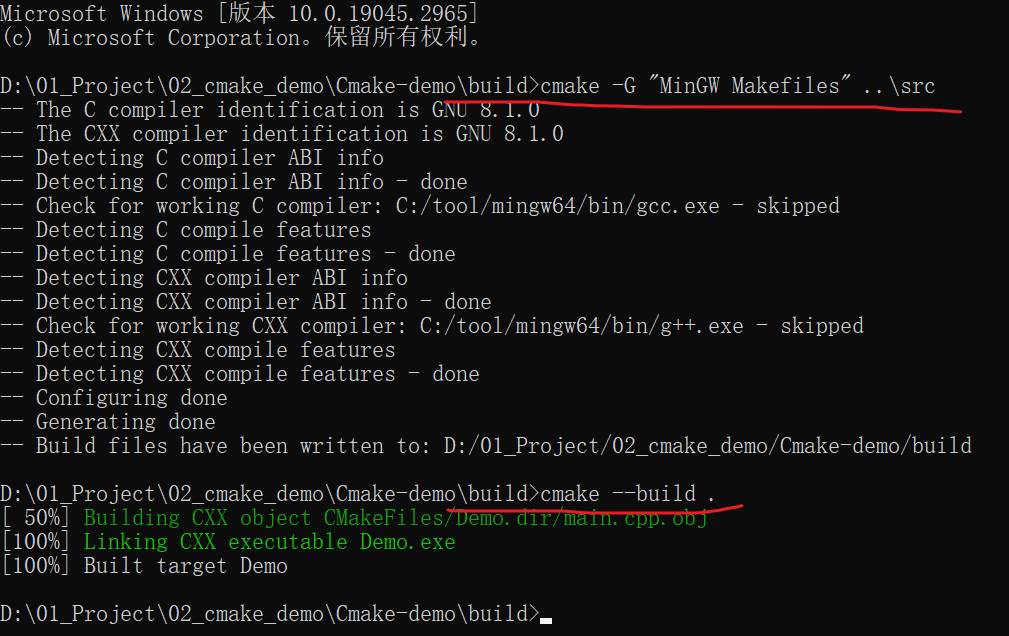 Microsoft Windows [版本 10.0.19045.2965]
(c) Microsoft Corporation。保留所有权利。
D:\01_Project\02_cmake_demo\Cmake-demo\build>cmake -G "MinGW Makefiles" ..\src
-- The C compiler identification is GNU 8.1.0
-- The CXX compiler identification is GNU 8.1.0
-- Detecting C compiler ABI info
-- Detecting C compiler ABI info - done
-- Check for working C compiler: C:/tool/mingw64/bin/gcc.exe - skipped
-- Detecting C compile features
-- Detecting C compile features - done
-- Detecting CXX compiler ABI info
-- Detecting CXX compiler ABI info - done
-- Check for working CXX compiler: C:/tool/mingw64/bin/g++.exe - skipped
-- Detecting CXX compile features
-- Detecting CXX compile features - done
-- Configuring done
-- Generating done
-- Build files have been written to: D:/01_Project/02_cmake_demo/Cmake-demo/build
D:\01_Project\02_cmake_demo\Cmake-demo\build>cmake --build .
[ 50%] Building CXX object CMakeFiles/Demo.dir/main.cpp.obj
[100%] Linking CXX executable Demo.exe
[100%] Built target Demo
D:\01_Project\02_cmake_demo\Cmake-demo\build>